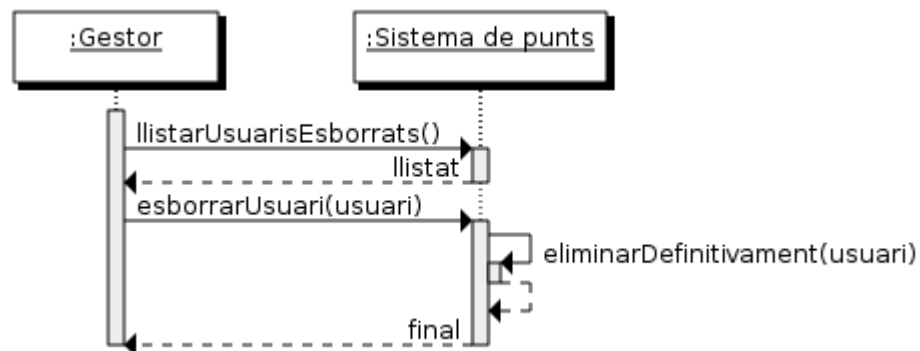 :Gestor
:Sistema de punts
llistarUsuarisEsborrats()
llistat
esborrarUsuari(usuari)
eliminarDefinitivament(usuari)
final